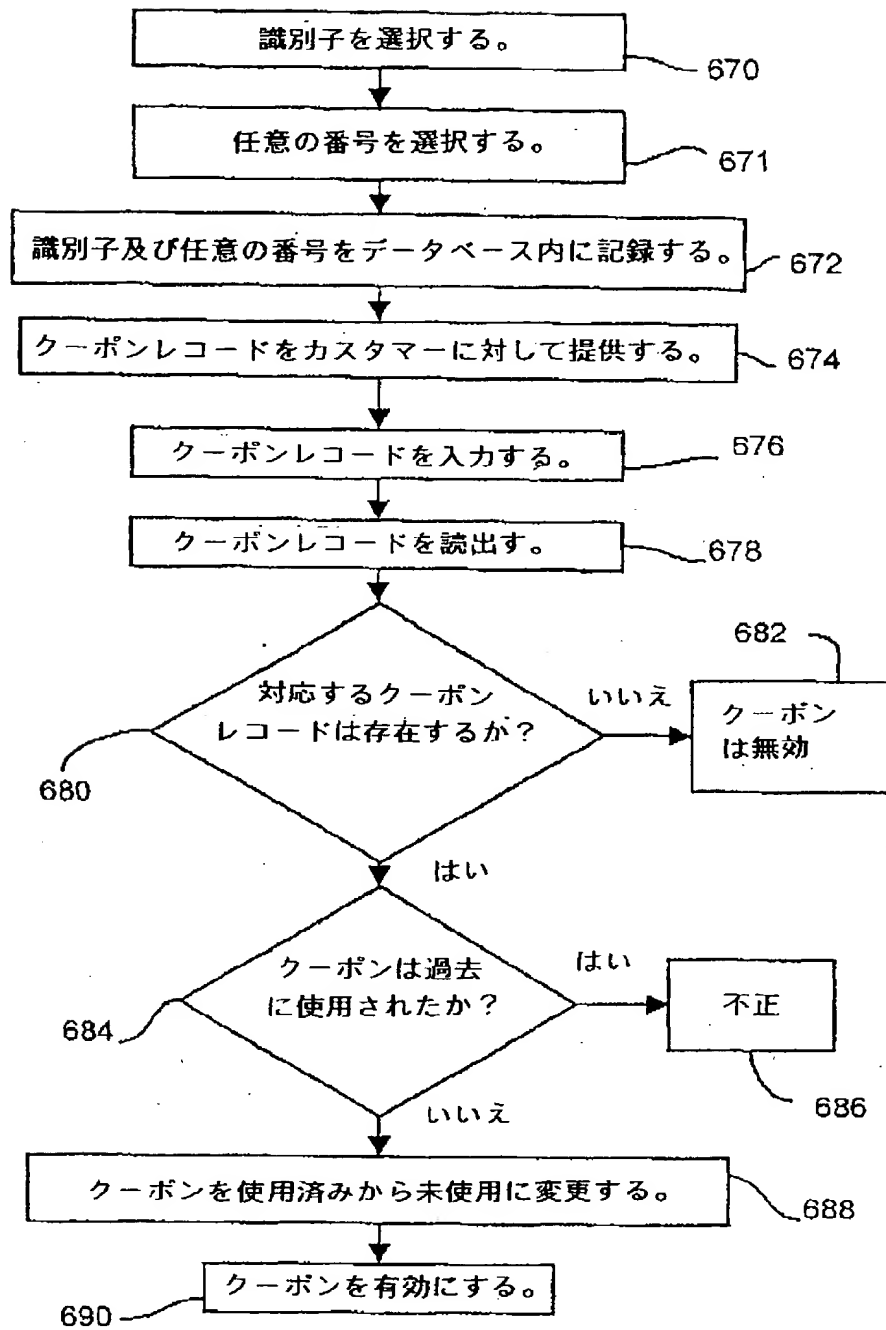 識別子を選択する。
670
任意の番号を選択する。
671
識別子及び任意の番号をデータベース内に記録する。
672
クーポンレコードをカスタマーに対して提供する。
674
クーポンレコードを入力する。
676
クーポンレコードを読出す。
678
対応するクーポン
レコードは存在するか?
680
いいえ
682
クーポン
は無効
はい
クーポンは過去
に使用されたか?
684
はい
不正
686
いいえ
クーポンを使用済みから未使用に変更する。
688
クーポンを有効にする。
690